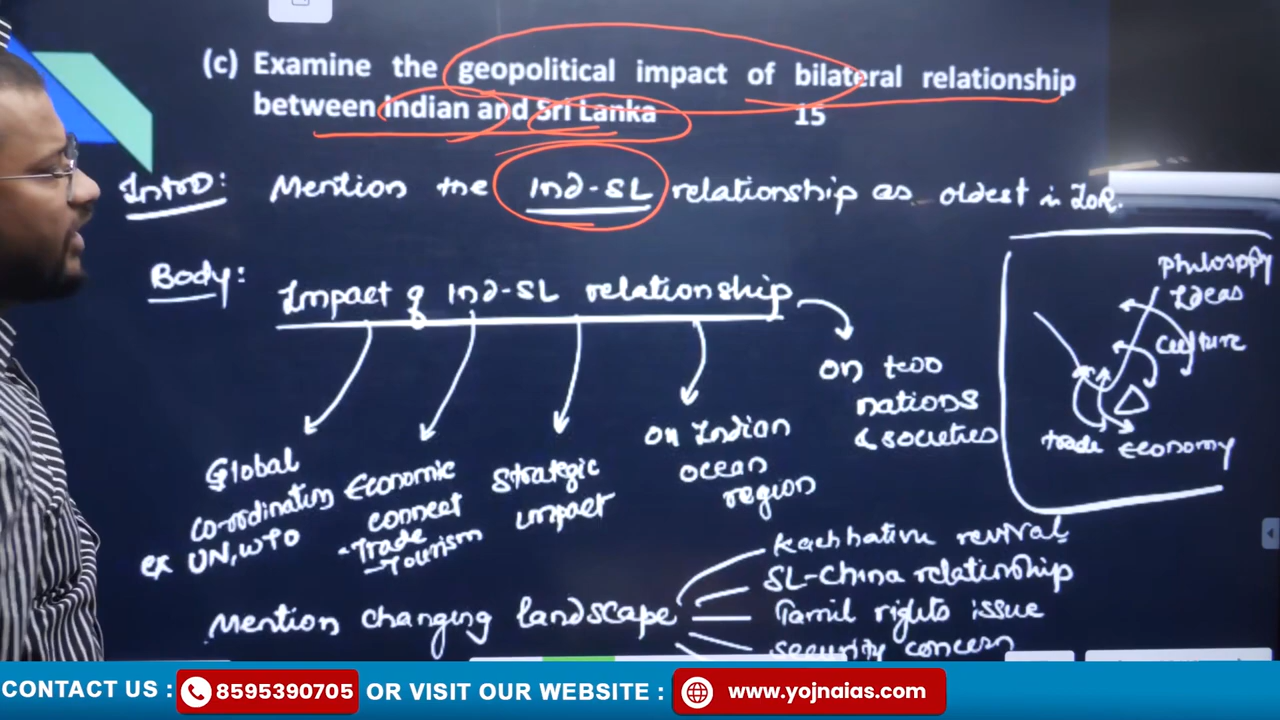 (c) Examine the geopolitical impact of bilateral relationship
between Indian and Sri Lanka 15
Intro: Mention the Ind-SL relationship as oldest in IOR.
Body:
Impact of Ind-SL relationship
on two
nations
& societies
Global
co-ordination
ex UN, WTO
Economic
connect
-Trade
-Tourism
Strategic
impact
on Indian
ocean
region
Philosophy
Ideas
culture
trade economy
Mention changing landscape
Kachhativu revival
SL-China relationship
Tamil rights issue
security concern
CONTACT US : 8595390705 OR VISIT OUR WEBSITE : www.yojnaias.com